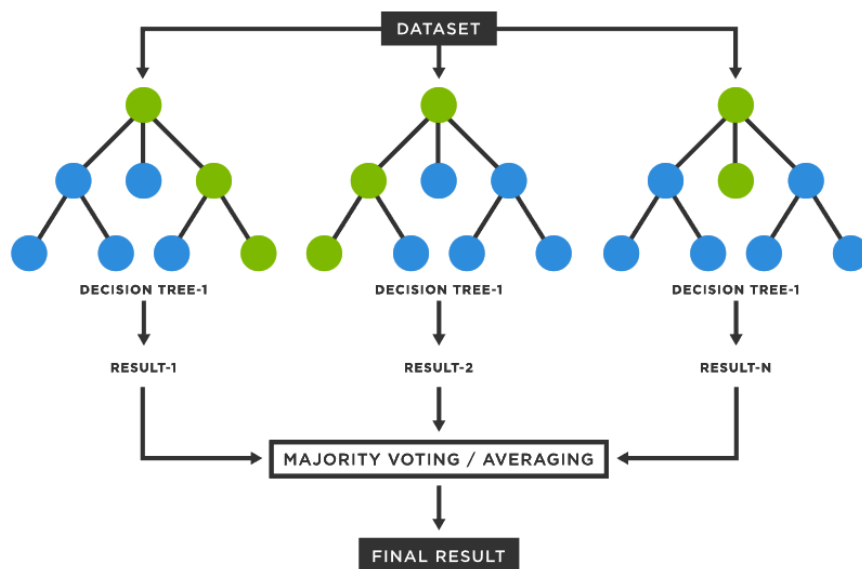 DATASET
DECISION TREE-1
DECISION TREE-1
DECISION TREE-1
RESULT-1
RESULT-2
RESULT-N
MAJORITY VOTING / AVERAGING
FINAL RESULT